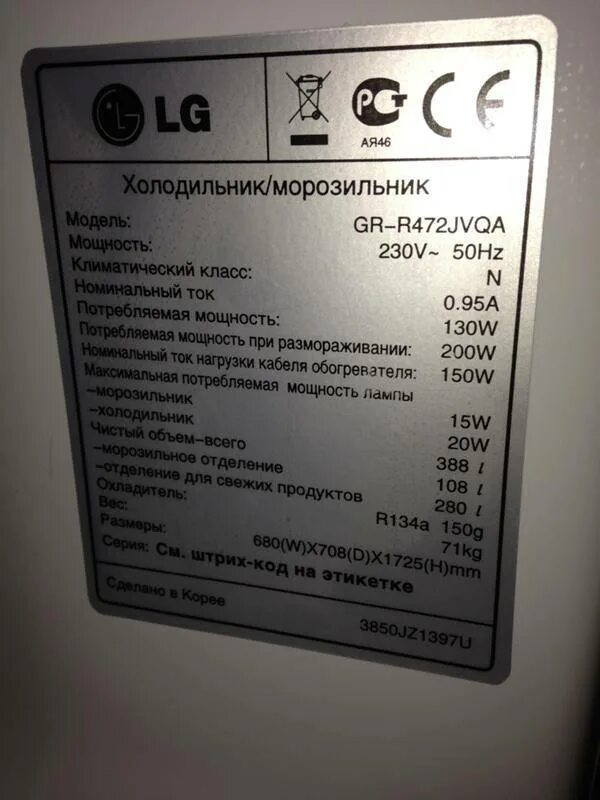 LG
РСТ CE
АЯ46
Холодильник/морозильник
Модель: GR-R472JVQA
Мощность: 230V~ 50Hz
Климатический класс: N
Номинальный ток 0.95A
Потребляемая мощность: 130W
Потребляемая мощность при размораживании: 200W
Номинальный ток нагрузки кабеля обогревателя: 150W
Максимальная потребляемая мощность лампы
-морозильник 15W
-холодильник 20W
Чистый объем-всего 388 l
-морозильное отделение 108 l
-отделение для свежих продуктов 280 l
Охладитель: R134a 150g
Вес: 71kg
Размеры: 680(W)X708(D)X1725(H)mm
Серия: См. штрих-код на этикетке
Сделано в Корее 3850JZ1397U